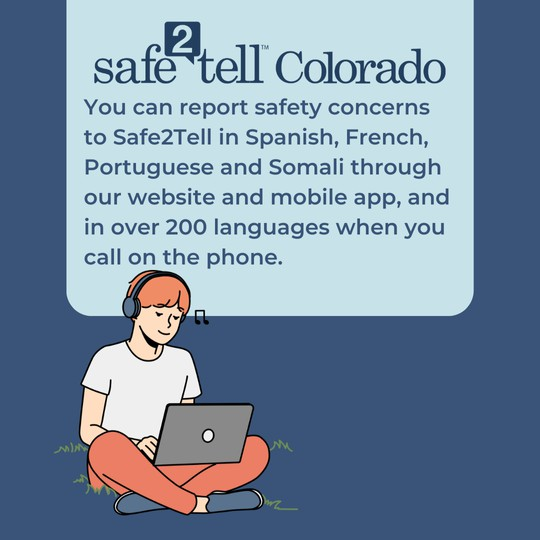 safe2tell™ Colorado
You can report safety concerns
to Safe2Tell in Spanish, French,
Portuguese and Somali through
our website and mobile app, and
in over 200 languages when you
call on the phone.